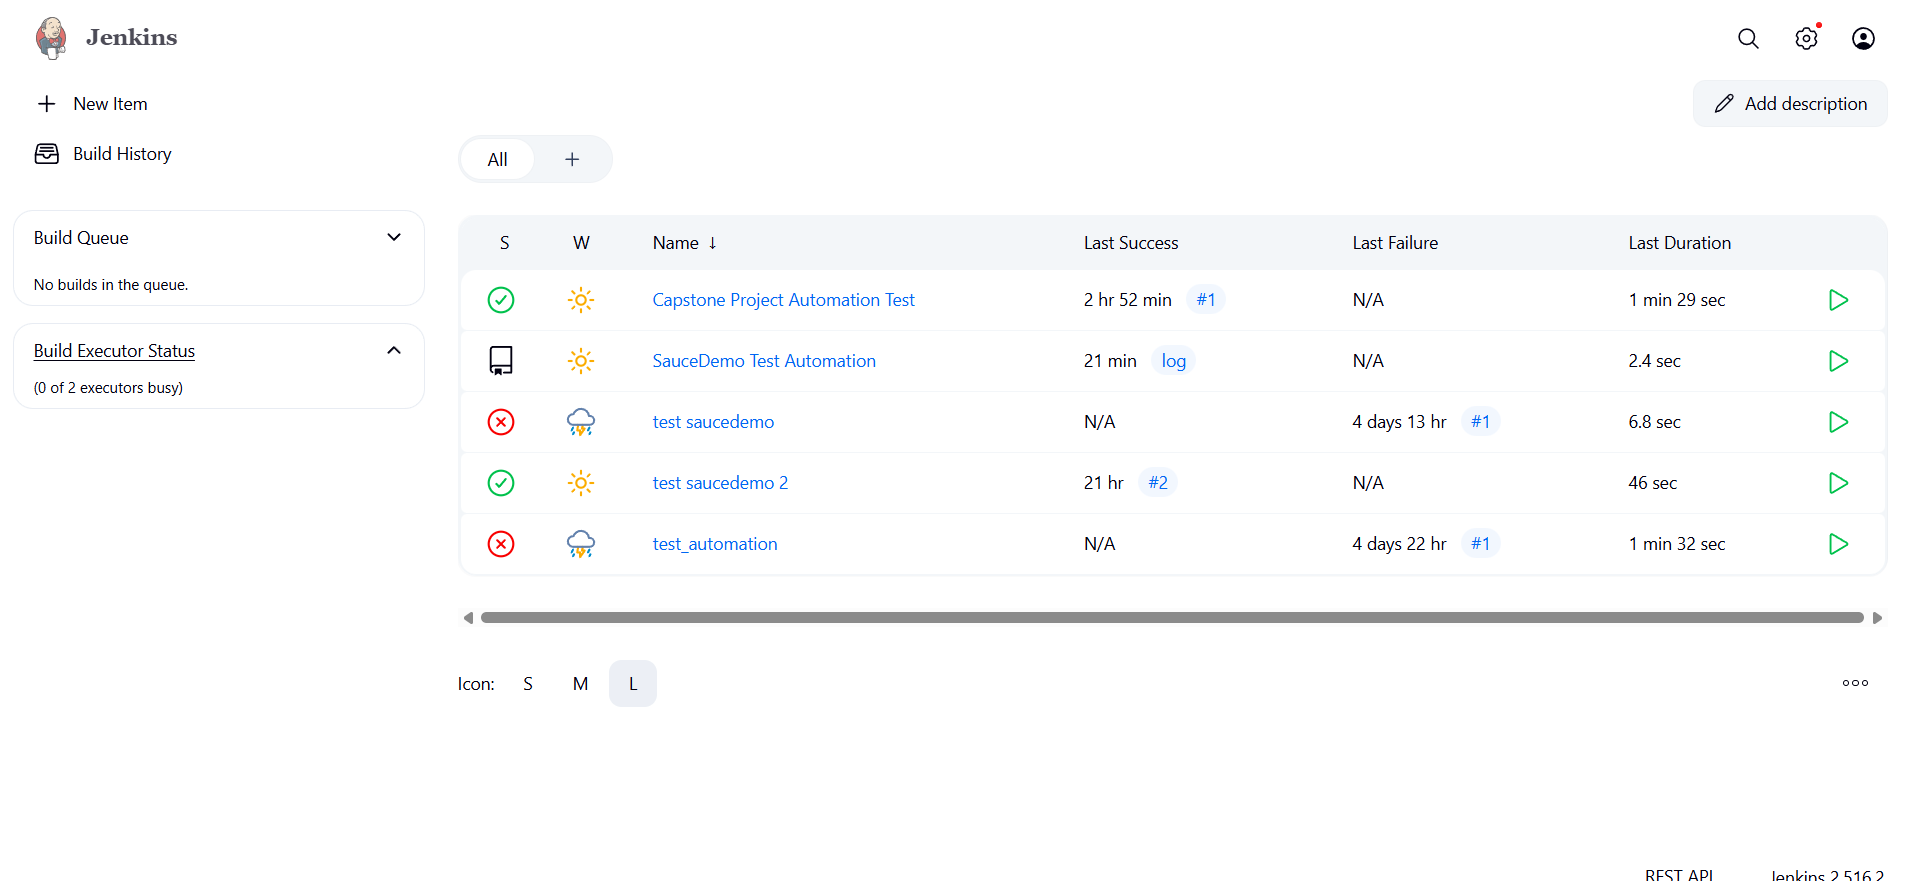 Jenkins
New Item
Build History
Build Queue
No builds in the queue.
Build Executor Status
(0 of 2 executors busy)
Add description
All +
S W Name ↓ Last Success Last Failure Last Duration
Capstone Project Automation Test 2 hr 52 min #1 N/A 1 min 29 sec
SauceDemo Test Automation 21 min log N/A 2.4 sec
test saucedemo N/A 4 days 13 hr #1 6.8 sec
test saucedemo 2 21 hr #2 N/A 46 sec
test_automation N/A 4 days 22 hr #1 1 min 32 sec
Icon: S M L
REST API Jenkins 2.516.2